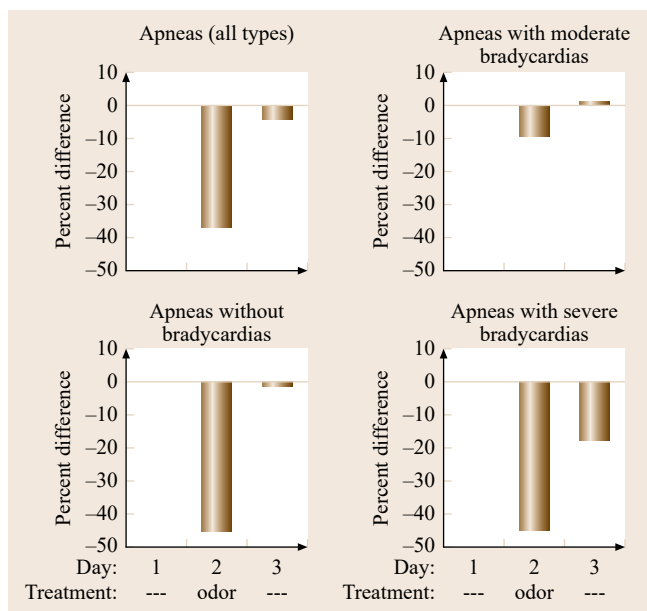 Apneas (all types)
Percent difference
10
0
–10
–20
–30
–40
–50
Apneas with moderate
bradycardias
Percent difference
10
0
–10
–20
–30
–40
–50
Apneas without
bradycardias
Percent difference
10
0
–10
–20
–30
–40
–50
Apneas with severe
bradycardias
Percent difference
10
0
–10
–20
–30
–40
–50
Day: 1 2 3 1 2 3
Treatment: --- odor --- --- odor ---